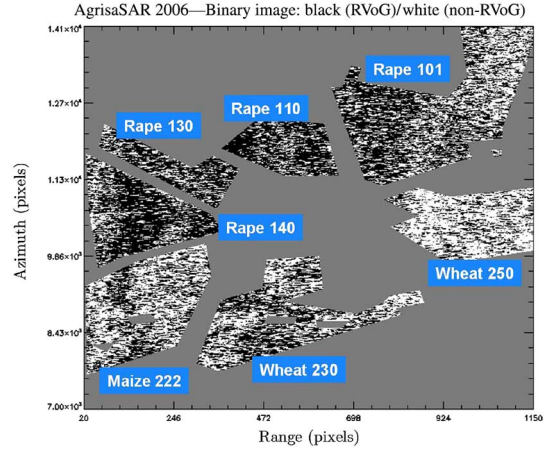 AgrisaSAR 2006—Binary image: black (RVoG)/white (non-RVoG)
1.41×10⁴
Rape 101
1.27×10⁴
Rape 110
Rape 130
1.13×10⁴
Azimuth (pixels)
Rape 140
9.86×10³
Wheat 250
8.43×10³
Wheat 230
Maize 222
7.00×10³
20 246 472 698 924 1150
Range (pixels)